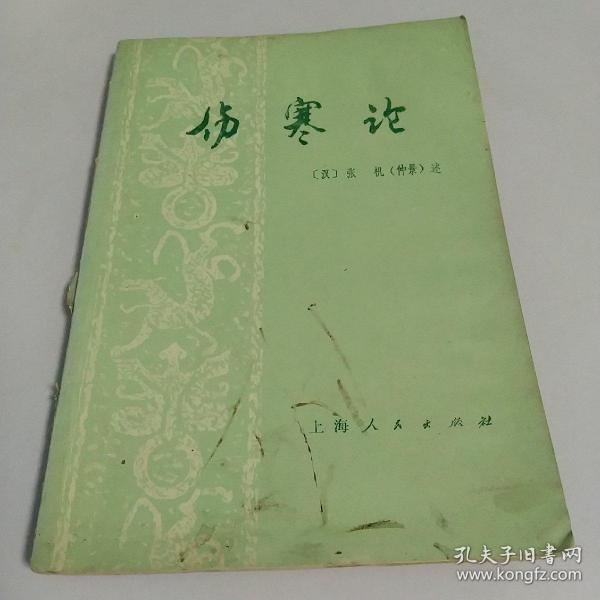 伤寒论
〔汉〕张 机(仲景)述
上海人民出版社
孔夫子旧书网
www.kongfz.com